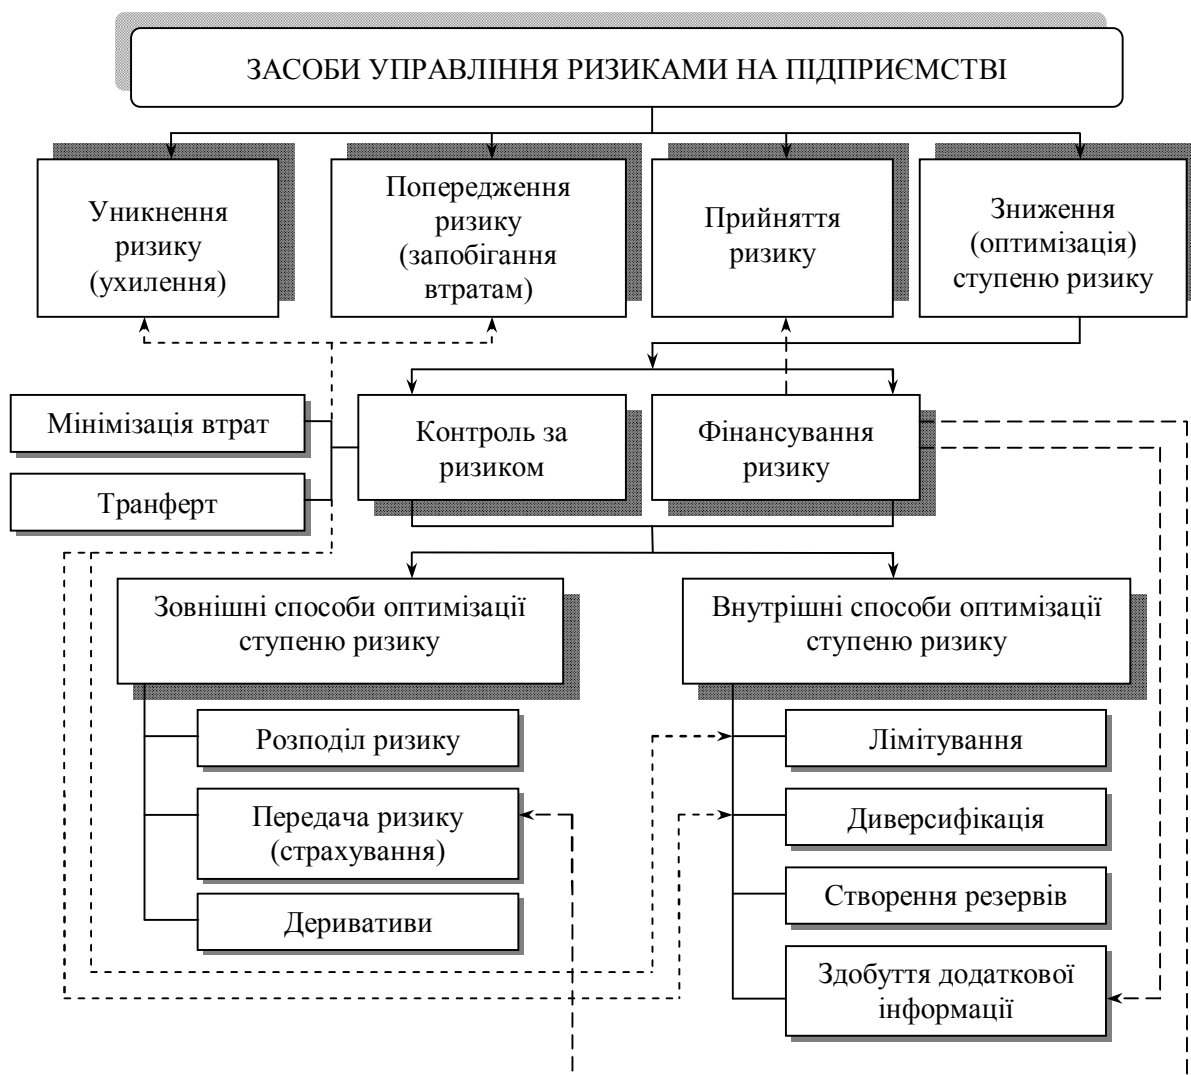 ЗАСОБИ УПРАВЛІННЯ РИЗИКАМИ НА ПІДПРИЄМСТВІ
Уникнення
ризику
(ухилення)
Попередження
ризику
(запобігання
втратам)
Прийняття
ризику
Зниження
(оптимізація)
ступеню ризику
Мінімізація втрат
Транферт
Контроль за
ризиком
Фінансування
ризику
Зовнішні способи оптимізації
ступеню ризику
Внутрішні способи оптимізації
ступеню ризику
Розподіл ризику
Передача ризику
(страхування)
Деривативи
Лімітування
Диверсифікація
Створення резервів
Здобуття додаткової
інформації